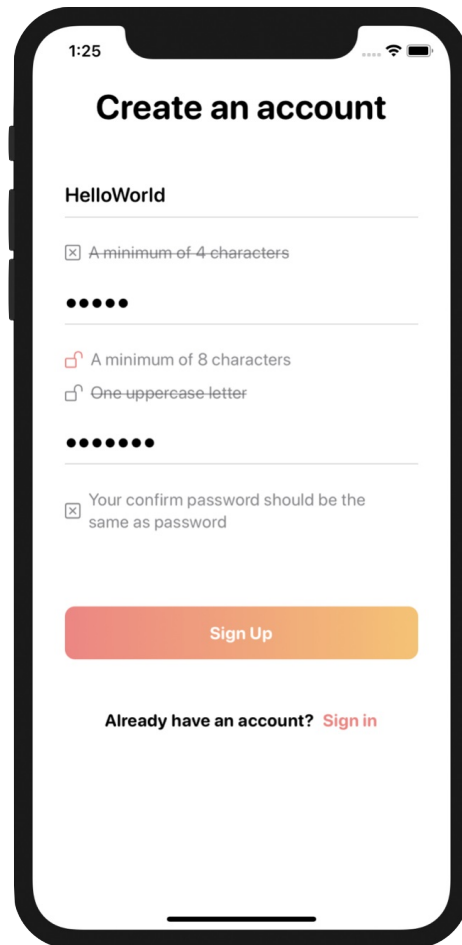 1:25
Create an account
HelloWorld
A minimum of 4 characters
•••••
A minimum of 8 characters
One uppercase letter
•••••••
Your confirm password should be the
same as password
Sign Up
Already have an account? Sign in